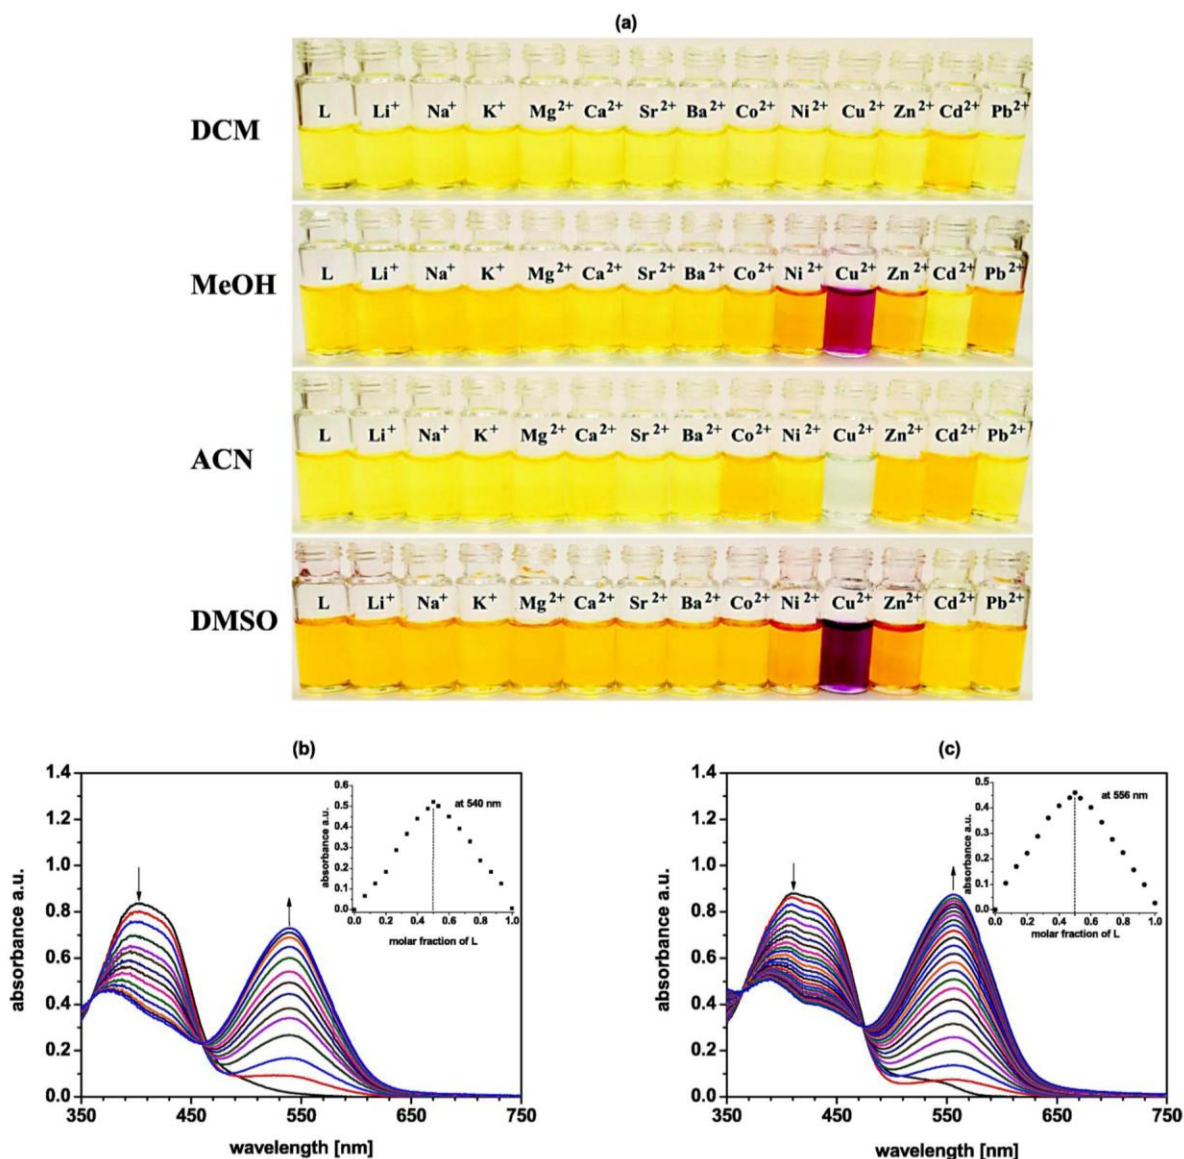 (a)
DCM
L Li⁺ Na⁺ K⁺ Mg²⁺ Ca²⁺ Sr²⁺ Ba²⁺ Co²⁺ Ni²⁺ Cu²⁺ Zn²⁺ Cd²⁺ Pb²⁺
MeOH
L Li⁺ Na⁺ K⁺ Mg²⁺ Ca²⁺ Sr²⁺ Ba²⁺ Co²⁺ Ni²⁺ Cu²⁺ Zn²⁺ Cd²⁺ Pb²⁺
ACN
L Li⁺ Na⁺ K⁺ Mg²⁺ Ca²⁺ Sr²⁺ Ba²⁺ Co²⁺ Ni²⁺ Cu²⁺ Zn²⁺ Cd²⁺ Pb²⁺
DMSO
L Li⁺ Na⁺ K⁺ Mg²⁺ Ca²⁺ Sr²⁺ Ba²⁺ Co²⁺ Ni²⁺ Cu²⁺ Zn²⁺ Cd²⁺ Pb²⁺
(b)
absorbance a.u.
1.4
1.2
1.0
0.8
0.6
0.4
0.2
0.0
350 450 550 650 750
wavelength [nm]
absorbance a.u.
0.6
0.5
0.4
0.3
0.2
0.1
0.0
at 540 nm
0.0 0.2 0.4 0.6 0.8 1.0
molar fraction of L
(c)
absorbance a.u.
1.4
1.2
1.0
0.8
0.6
0.4
0.2
0.0
350 450 550 650 750
wavelength [nm]
absorbance a.u.
0.5
0.4
0.3
0.2
0.1
0.0
at 556 nm
0.0 0.2 0.4 0.6 0.8 1.0
molar fraction of L